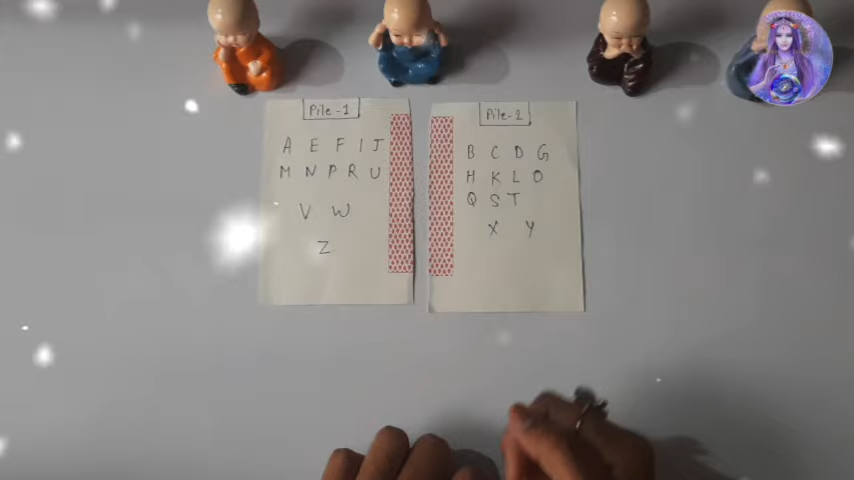 Pile-1
A E F I J
M N P R U
V W
Z
Pile-2
B C D G
H K L O
Q S T
X Y